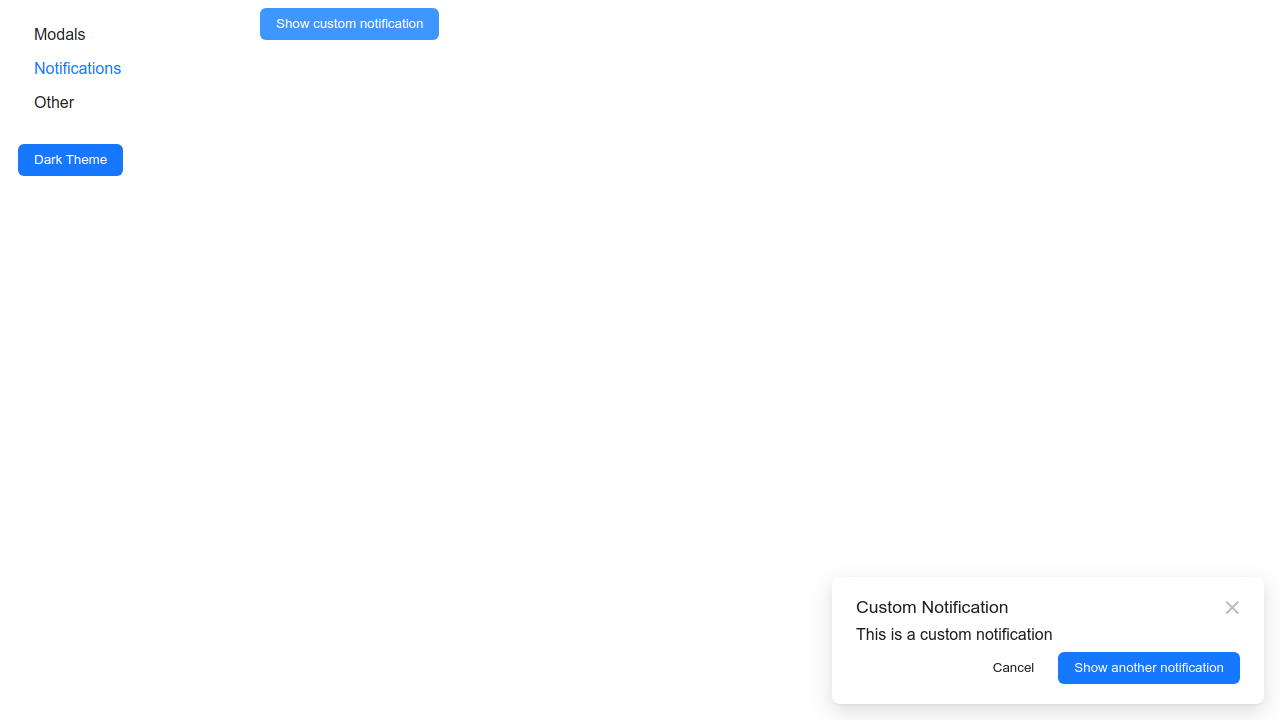 Modals
Notifications
Other
Dark Theme
Show custom notification
Custom Notification
This is a custom notification
Cancel
Show another notification